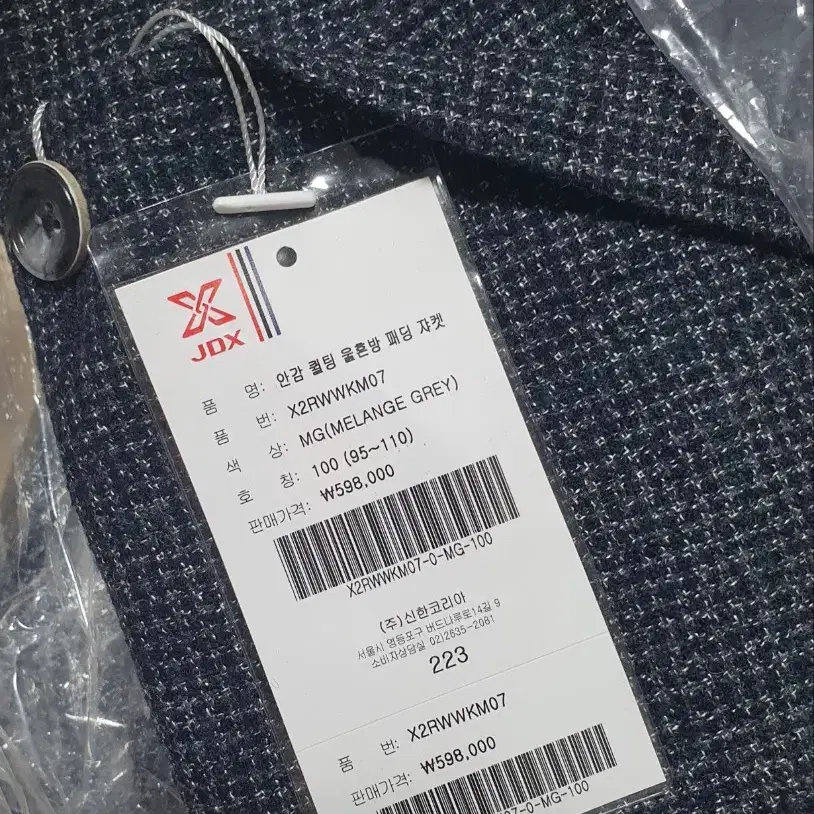 JDX
품 명: 안감 퀼팅 울혼방 패딩 자켓
품 번: X2RWWKM07
색 상: MG(MELANGE GREY)
호 칭: 100 (95~110)
판매가격: ₩598,000
X2RWWKM07-0-MG-100
(주)신한코리아
서울시 영등포구 버드나루로14길 9
소비자상담실 02)2635-2081
223
품 번: X2RWWKM07
판매가격: ₩598,000
07-0-MG-100